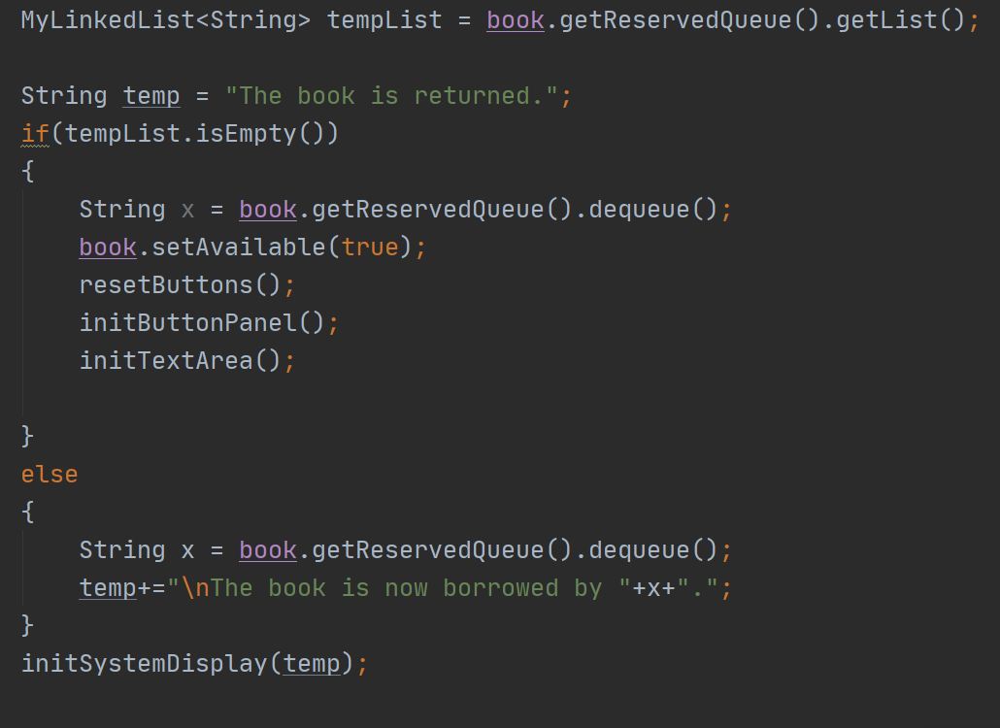 MyLinkedList<String> tempList = book.getReservedQueue().getList();
String temp = "The book is returned.";
if(tempList.isEmpty())
{
String x = book.getReservedQueue().dequeue();
book.setAvailable(true);
resetButtons();
initButtonPanel();
initTextArea();
}
else
{
String x = book.getReservedQueue().dequeue();
temp+="\nThe book is now borrowed by "+x+".";
}
initSystemDisplay(temp);